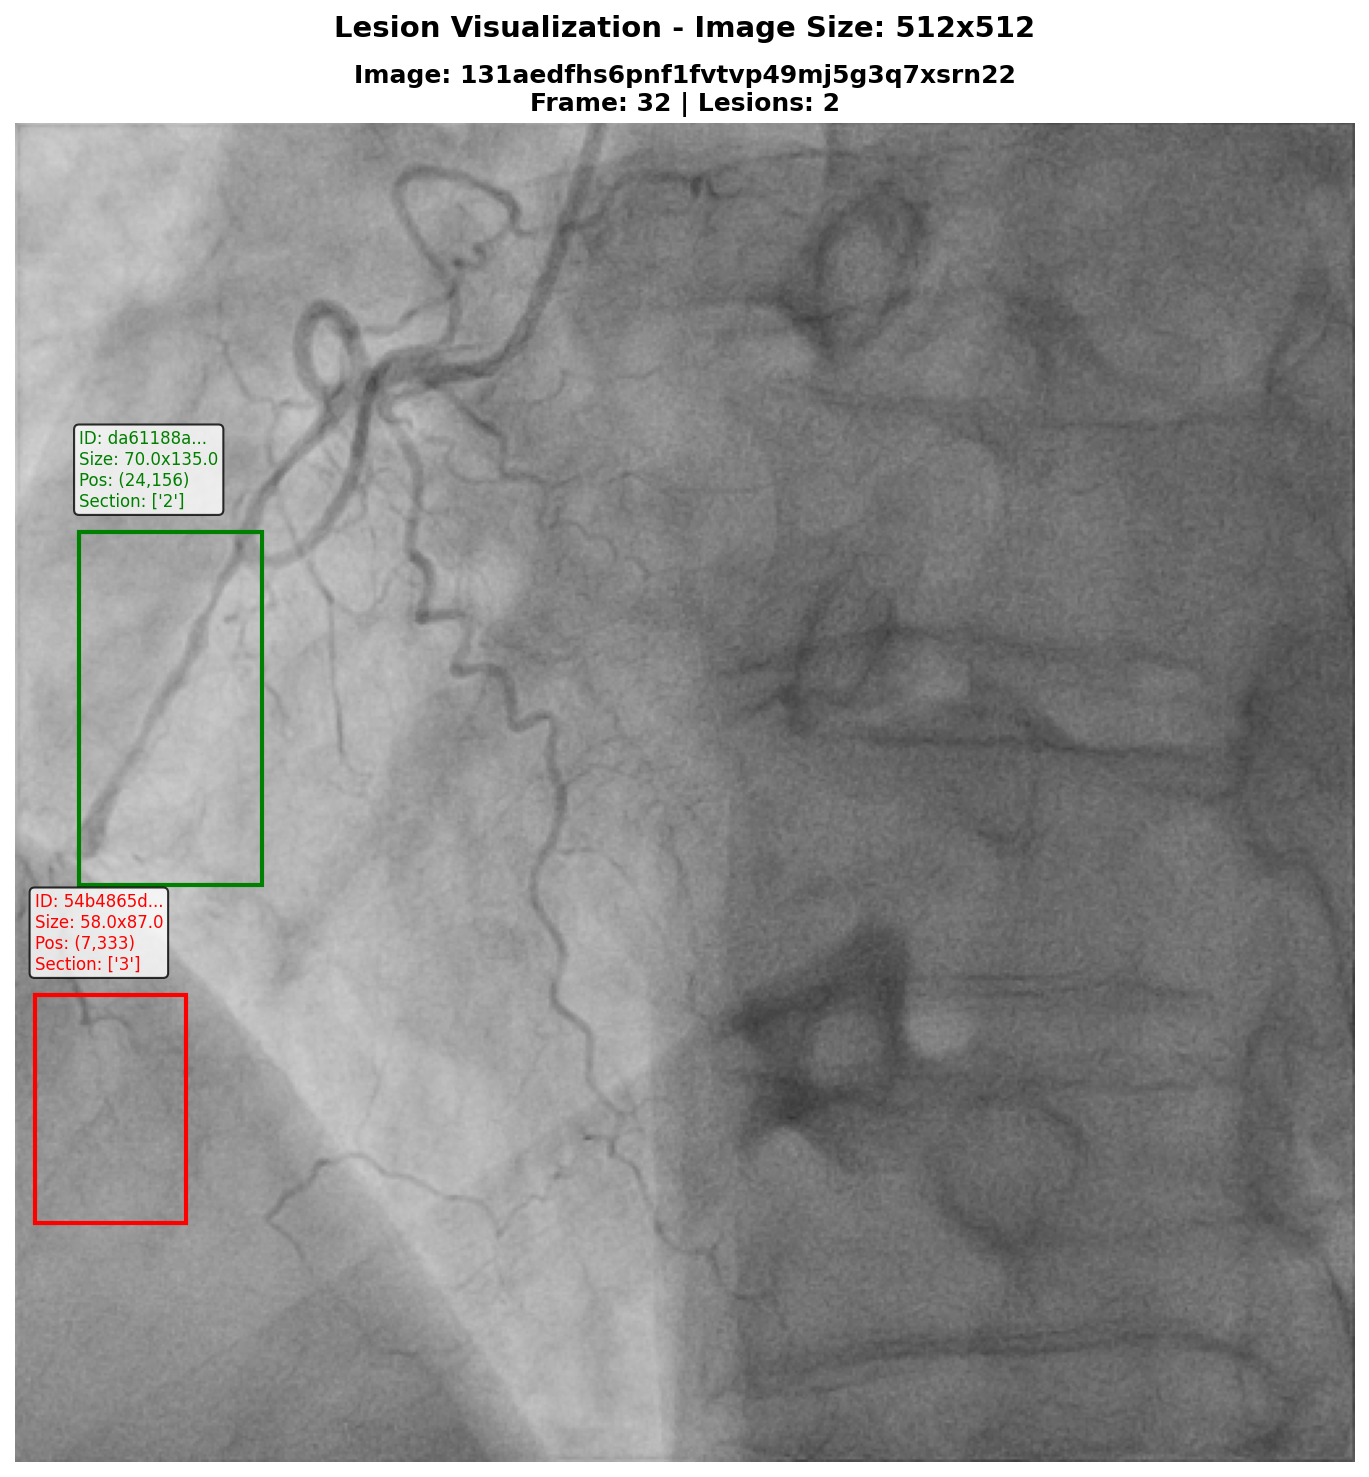 Lesion Visualization - Image Size: 512x512
Image: 131aedfhs6pnf1fvtvp49mj5g3q7xsrn22
Frame: 32 | Lesions: 2
ID: da61188a...
Size: 70.0x135.0
Pos: (24,156)
Section: ['2']
ID: 54b4865d...
Size: 58.0x87.0
Pos: (7,333)
Section: ['3']